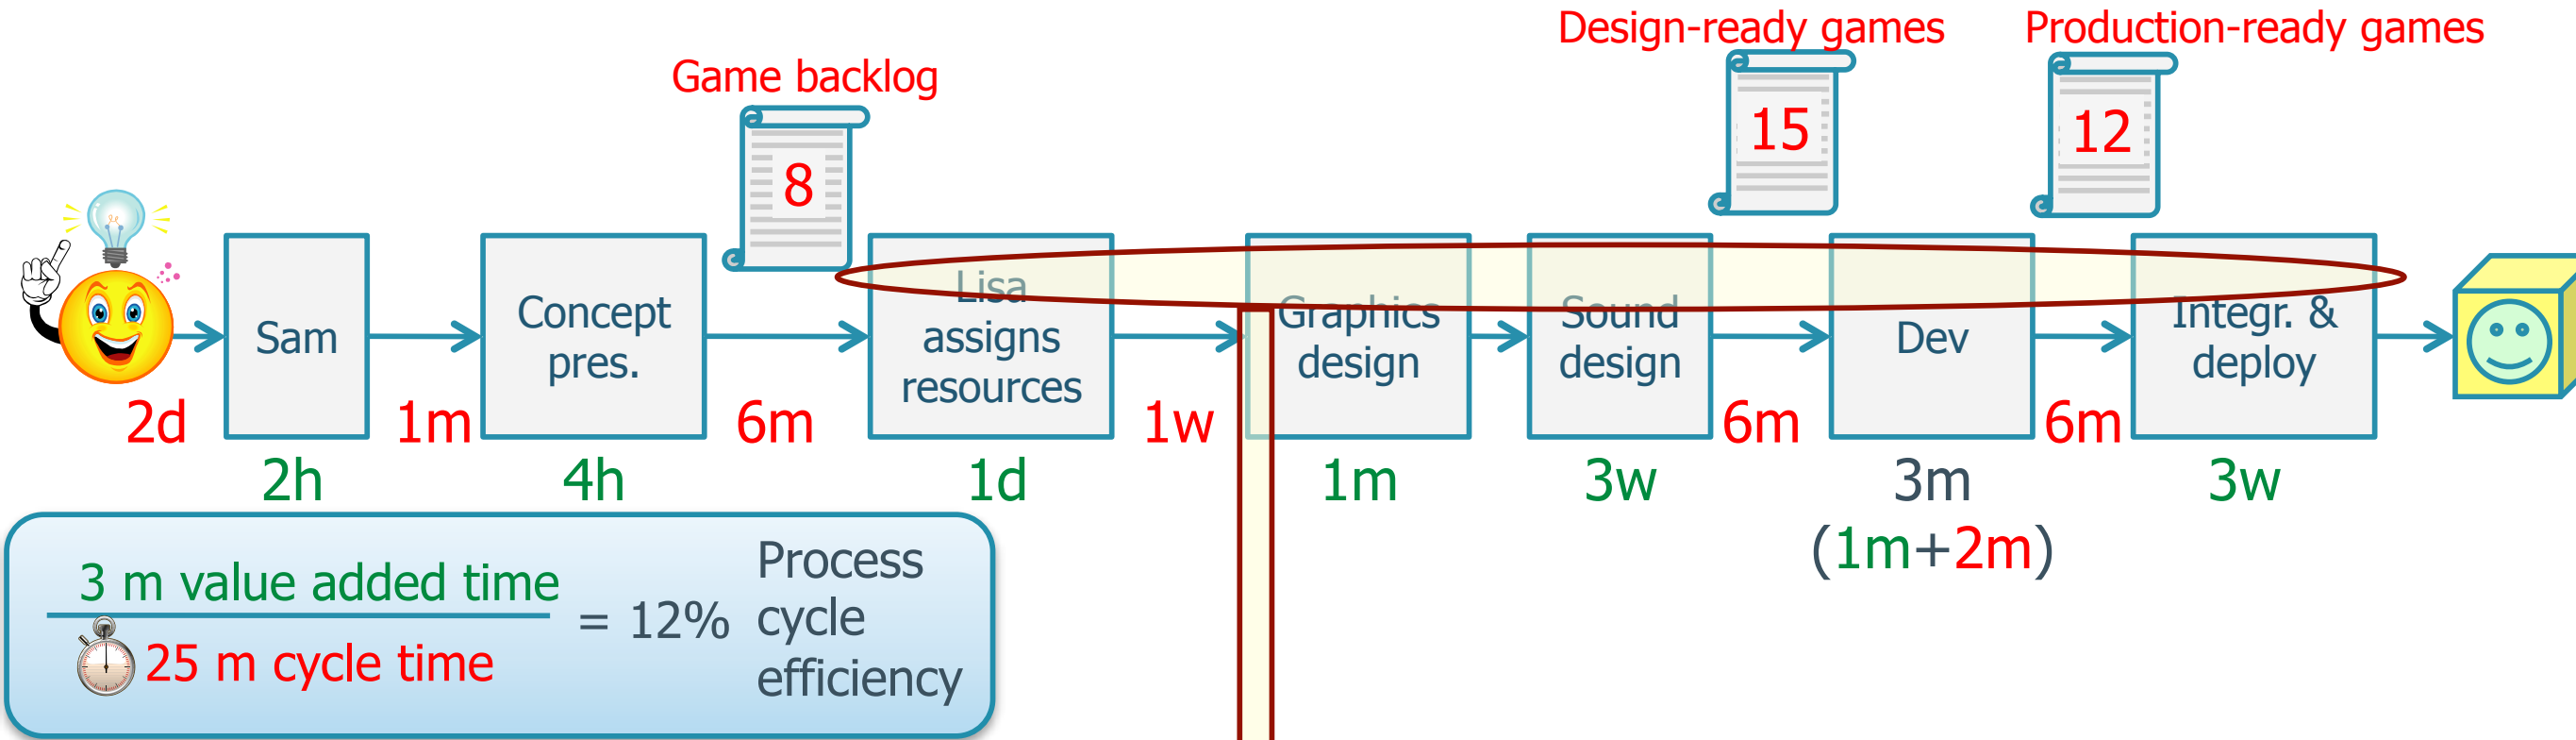 Design-ready games
Production-ready games
Game backlog
8
15
12
Sam
Concept
pres.
Lisa
assigns
resources
Graphics
design
Sound
design
Dev
Integr. &
deploy
2d
1m
6m
1w
6m
6m
2h
4h
1d
1m
3w
3m
(1m+2m)
3w
3 m value added time
25 m cycle time
= 12%
Process
cycle
efficiency